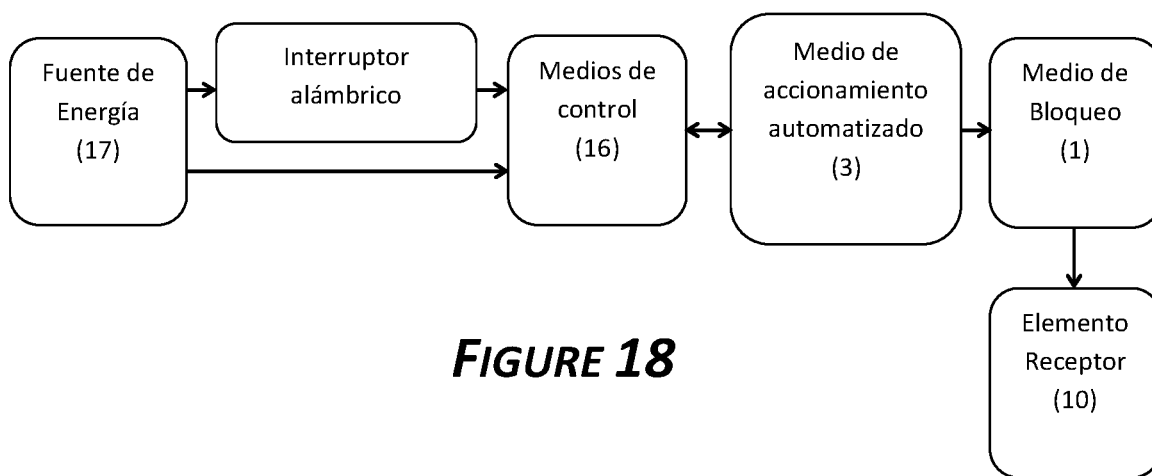 Fuente de
Energía
(17)
Interruptor
alámbrico
Medios de
control
(16)
Medio de
accionamiento
automatizado
(3)
Medio de
Bloqueo
(1)
Elemento
Receptor
(10)
FIGURE 18